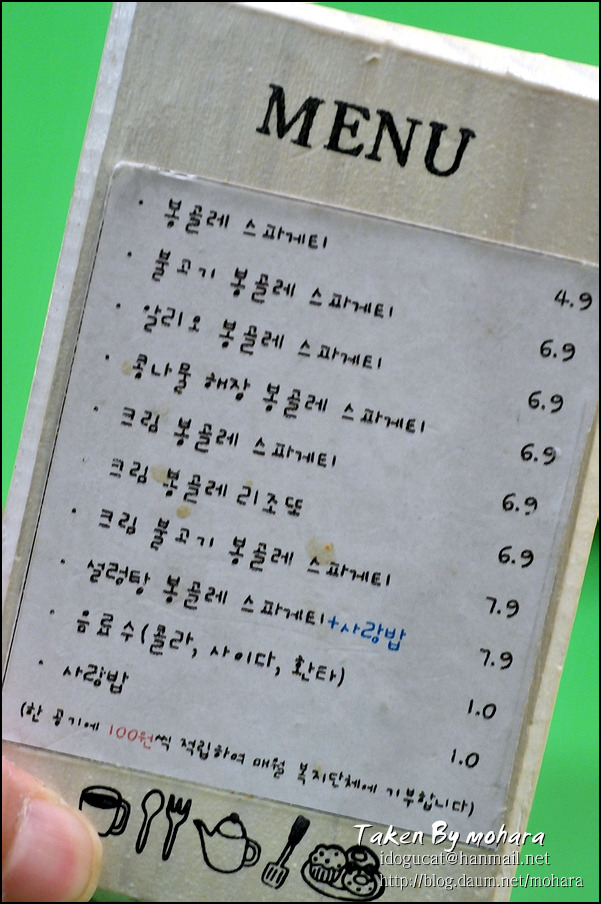 MENU
· 봉골레 스파게티 4.9
· 불고기 봉골레 스파게티 6.9
· 알리오 봉골레 스파게티 6.9
· 콩나물 해장 봉골레 스파게티 6.9
· 크림 봉골레 스파게티 6.9
크림 봉골레 리조또 6.9
· 크림 불고기 봉골레 스파게티 7.9
· 설렁탕 봉골레 스파게티+사랑밥 7.9
· 음료수(콜라, 사이다, 환타) 1.0
· 사랑밥 1.0
(한 공기에 100원씩 적립하여 매월 복지단체에 기부합니다)
Taken By mohara
idogucat@hanmail.net
http://blog.daum.net/mohara